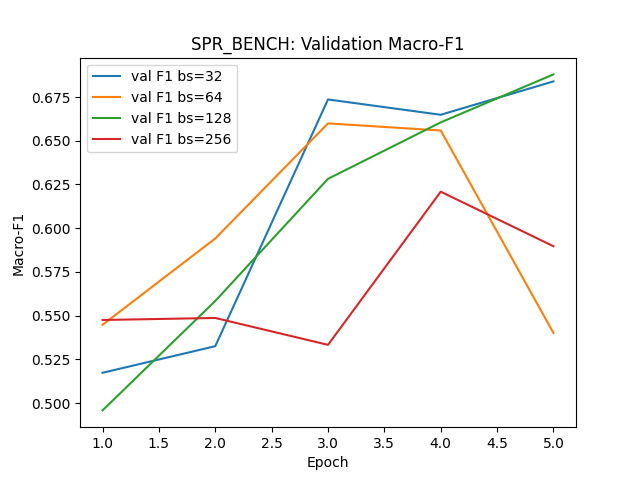 SPR_BENCH: Validation Macro-F1
val F1 bs=32
val F1 bs=64
val F1 bs=128
val F1 bs=256
Macro-F1
0.675
0.650
0.625
0.600
0.575
0.550
0.525
0.500
1.0 1.5 2.0 2.5 3.0 3.5 4.0 4.5 5.0
Epoch